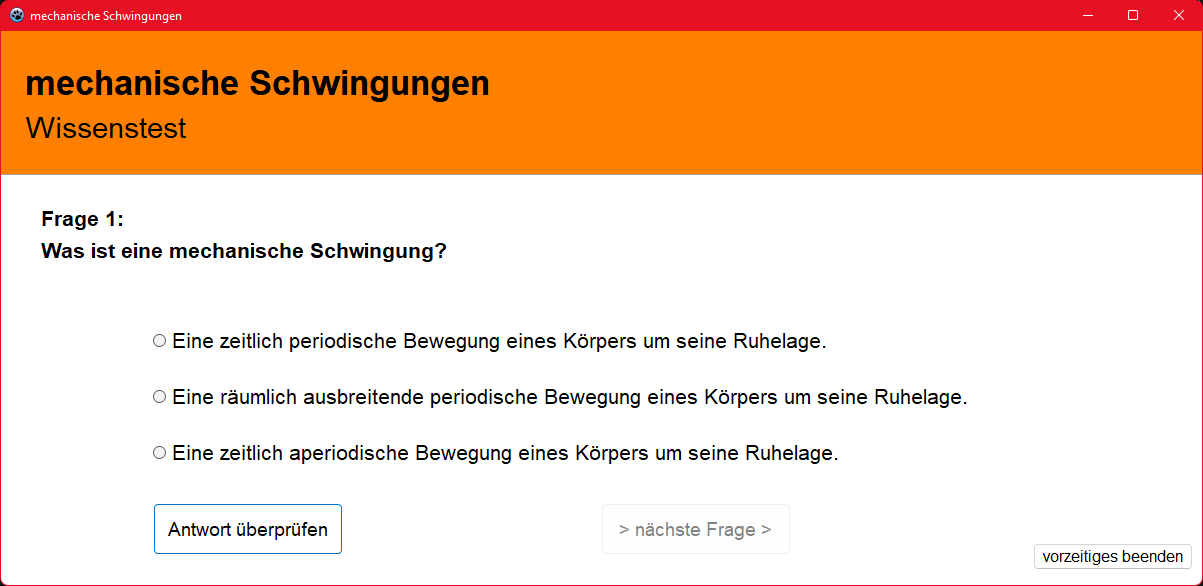 mechanische Schwingungen
mechanische Schwingungen
Wissenstest
Frage 1:
Was ist eine mechanische Schwingung?
Eine zeitlich periodische Bewegung eines Körpers um seine Ruhelage.
Eine räumlich ausbreitende periodische Bewegung eines Körpers um seine Ruhelage.
Eine zeitlich aperiodische Bewegung eines Körpers um seine Ruhelage.
Antwort überprüfen
> nächste Frage >
vorzeitiges beenden